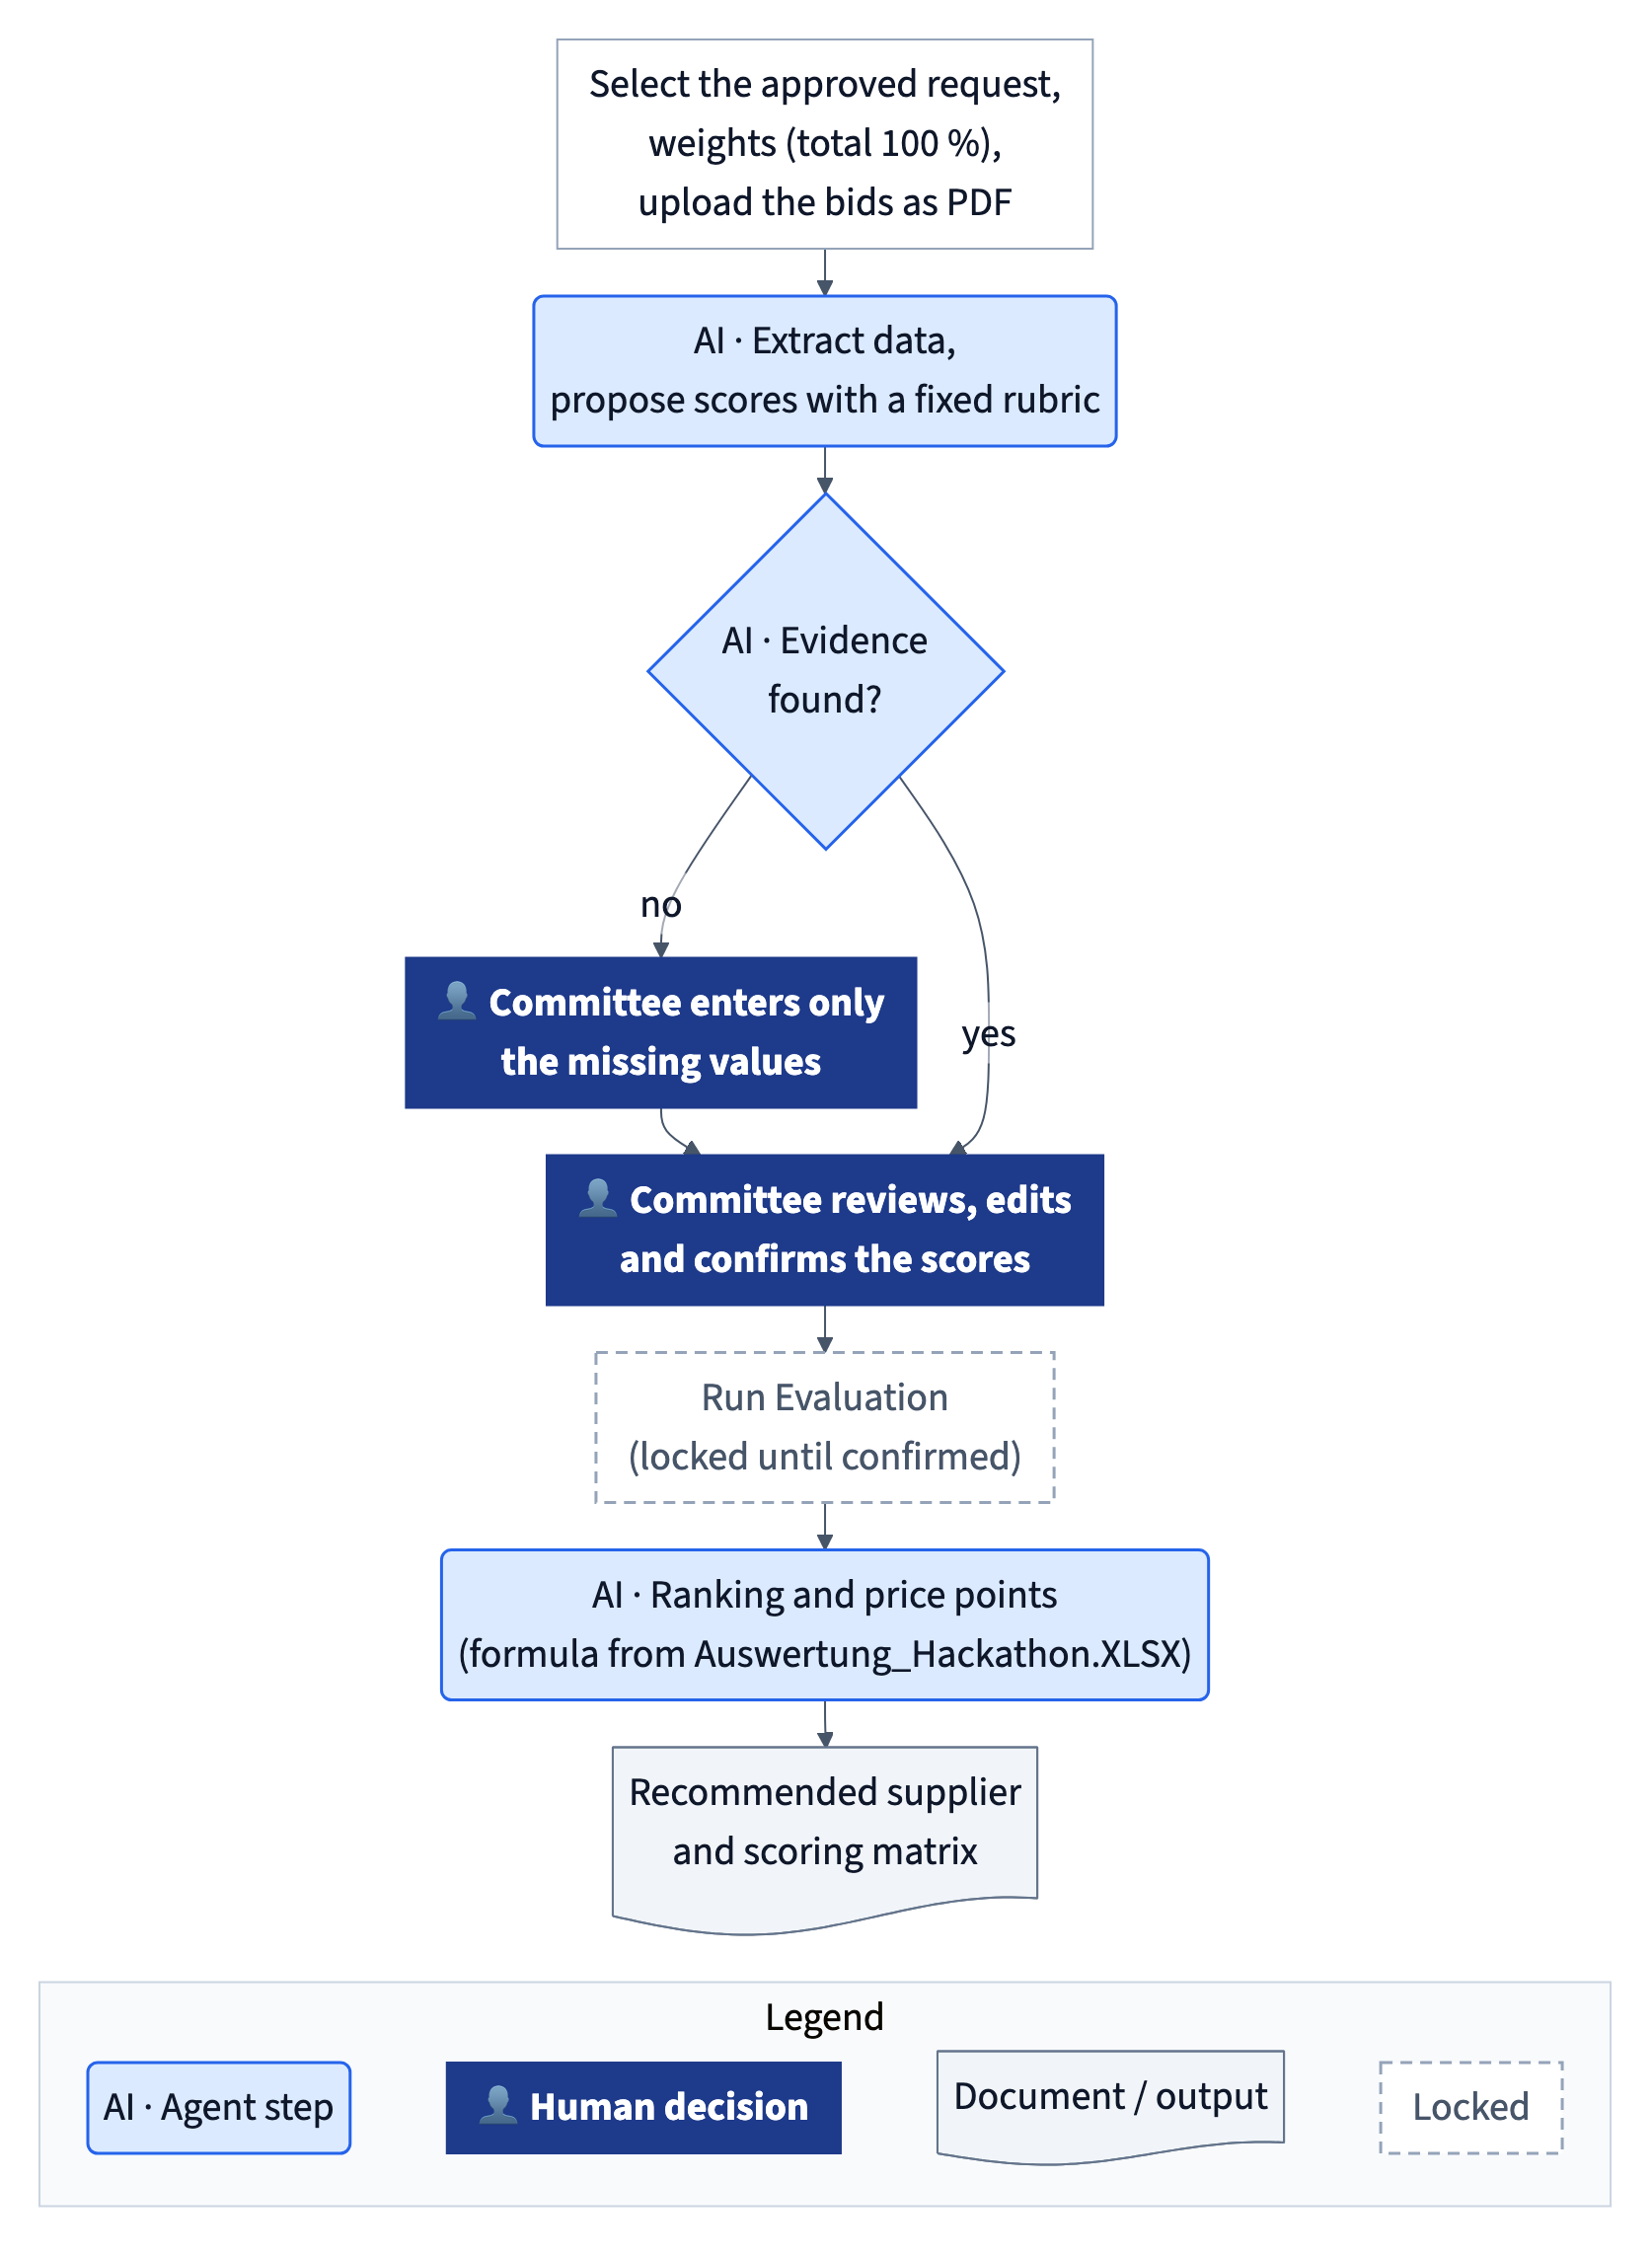 Select the approved request,
weights (total 100 %),
upload the bids as PDF
AI · Extract data,
propose scores with a fixed rubric
AI · Evidence
found?
no
yes
Committee enters only
the missing values
Committee reviews, edits
and confirms the scores
Run Evaluation
(locked until confirmed)
AI · Ranking and price points
(formula from Auswertung_Hackathon.XLSX)
Recommended supplier
and scoring matrix
Legend
AI · Agent step
Human decision
Document / output
Locked